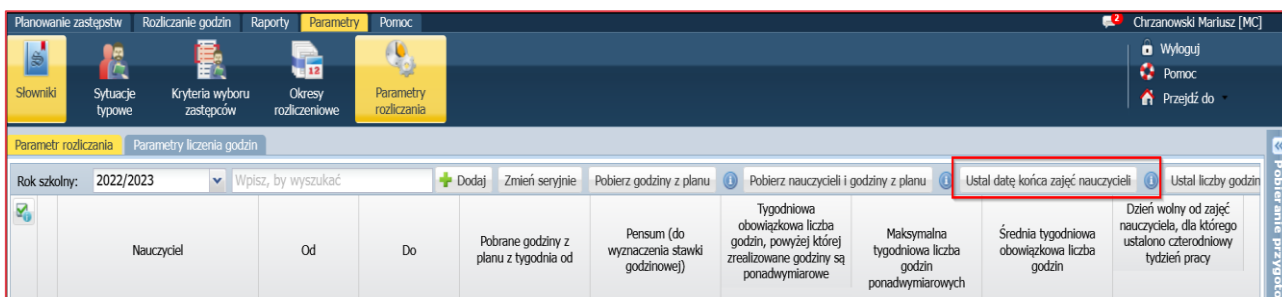 Planowanie zastępstw Rozliczanie godzin Raporty Parametry Pomoc 2 Chrzanowski Mariusz [MC]
Słowniki
Sytuacje typowe
Kryteria wyboru zastępców
Okresy rozliczeniowe
12
Parametry rozliczania
Wyloguj
Pomoc
Przejdź do
Parametr rozliczania Parametry liczenia godzin
Rok szkolny: 2022/2023 Wpisz, by wyszukać Dodaj Zmień seryjnie Pobierz godziny z planu i Pobierz nauczycieli i godziny z planu i Ustal datę końca zajęć nauczycieli i Ustal liczby godzin
Nauczyciel
Od
Do
Pobrane godziny z
planu z tygodnia od
Pensum (do
wyznaczenia stawki
godzinowej)
Tygodniowa
obowiązkowa liczba
godzin, powyżej której
zrealizowane godziny są
ponadwymiarowe
Maksymalna
tygodniowa liczba
godzin
ponadwymiarowych
Średnia tygodniowa
obowiązkowa liczba
godzin
Dzień wolny od zajęć
nauczyciela, dla którego
ustalono czterodniowy
tydzień pracy
Pobieranie przygoto